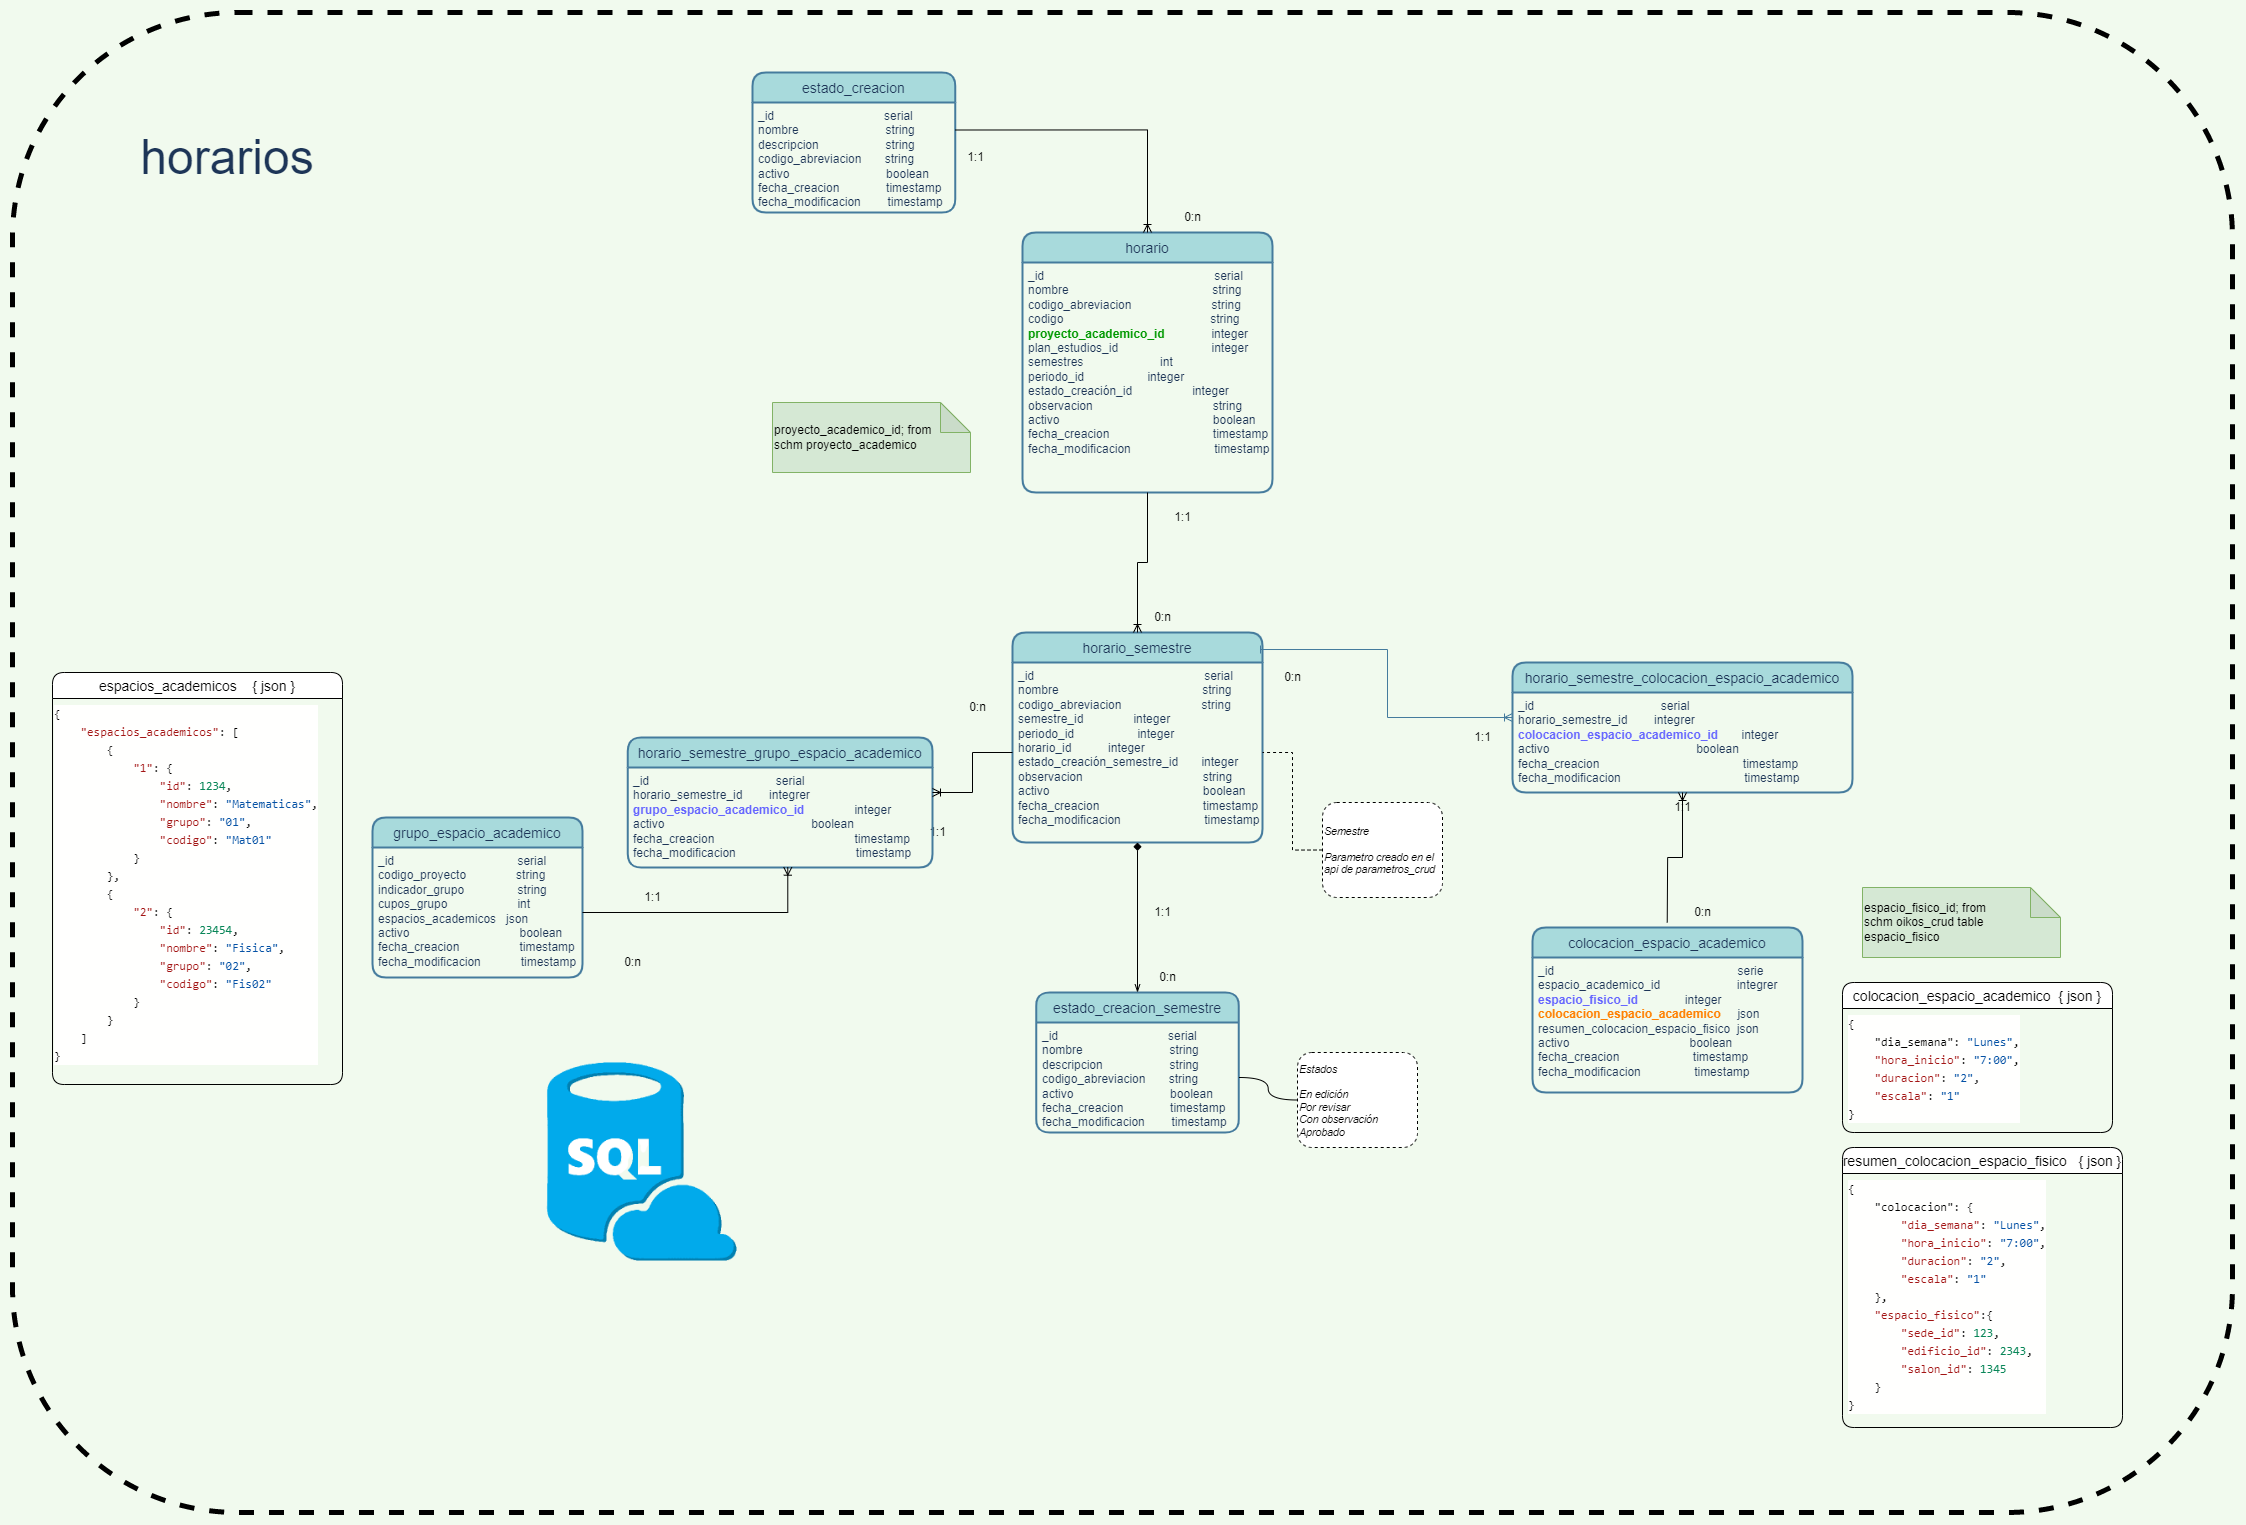 horarios
estado_creacion
_id serial
nombre string
descripcion string
codigo_abreviacion string
activo boolean
fecha_creacion timestamp
fecha_modificacion timestamp
1:1
0:n
horario
_id serial
nombre string
codigo_abreviacion string
codigo string
proyecto_academico_id integer
plan_estudios_id integer
semestres int
periodo_id integer
estado_creación_id integer
observacion string
activo boolean
fecha_creacion timestamp
fecha_modificacion timestamp
proyecto_academico_id; from
schm proyecto_academico
1:1
0:n
horario_semestre
_id serial
nombre string
codigo_abreviacion string
semestre_id integer
periodo_id integer
horario_id integer
estado_creación_semestre_id integer
observacion string
activo boolean
fecha_creacion timestamp
fecha_modificacion timestamp
0:n
1:1
horario_semestre_colocacion_espacio_academico
_id serial
horario_semestre_id integrer
colocacion_espacio_academico_id integer
activo boolean
fecha_creacion timestamp
fecha_modificacion timestamp
1:1
0:n
0:n
1:1
horario_semestre_grupo_espacio_academico
_id serial
horario_semestre_id integrer
grupo_espacio_academico_id integer
activo boolean
fecha_creacion timestamp
fecha_modificacion timestamp
1:1
0:n
grupo_espacio_academico
_id serial
codigo_proyecto string
indicador_grupo string
cupos_grupo int
espacios_academicos json
activo boolean
fecha_creacion timestamp
fecha_modificacion timestamp
espacios_academicos { json }
{
"espacios_academicos": [
{
"1": {
"id": 1234,
"nombre": "Matematicas",
"grupo": "01",
"codigo": "Mat01"
}
},
{
"2": {
"id": 23454,
"nombre": "Fisica",
"grupo": "02",
"codigo": "Fis02"
}
}
]
}
Semestre
Parametro creado en el
api de parametros_crud
1:1
0:n
estado_creacion_semestre
_id serial
nombre string
descripcion string
codigo_abreviacion string
activo boolean
fecha_creacion timestamp
fecha_modificacion timestamp
Estados
En edición
Por revisar
Con observación
Aprobado
colocacion_espacio_academico
_id serie
espacio_academico_id integrer
espacio_fisico_id integer
colocacion_espacio_academico json
resumen_colocacion_espacio_fisico json
activo boolean
fecha_creacion timestamp
fecha_modificacion timestamp
espacio_fisico_id; from
schm oikos_crud table
espacio_fisico
colocacion_espacio_academico { json }
{
"dia_semana": "Lunes",
"hora_inicio": "7:00",
"duracion": "2",
"escala": "1"
}
resumen_colocacion_espacio_fisico { json }
{
"colocacion": {
"dia_semana": "Lunes",
"hora_inicio": "7:00",
"duracion": "2",
"escala": "1"
},
"espacio_fisico":{
"sede_id": 123,
"edificio_id": 2343,
"salon_id": 1345
}
}
SQL